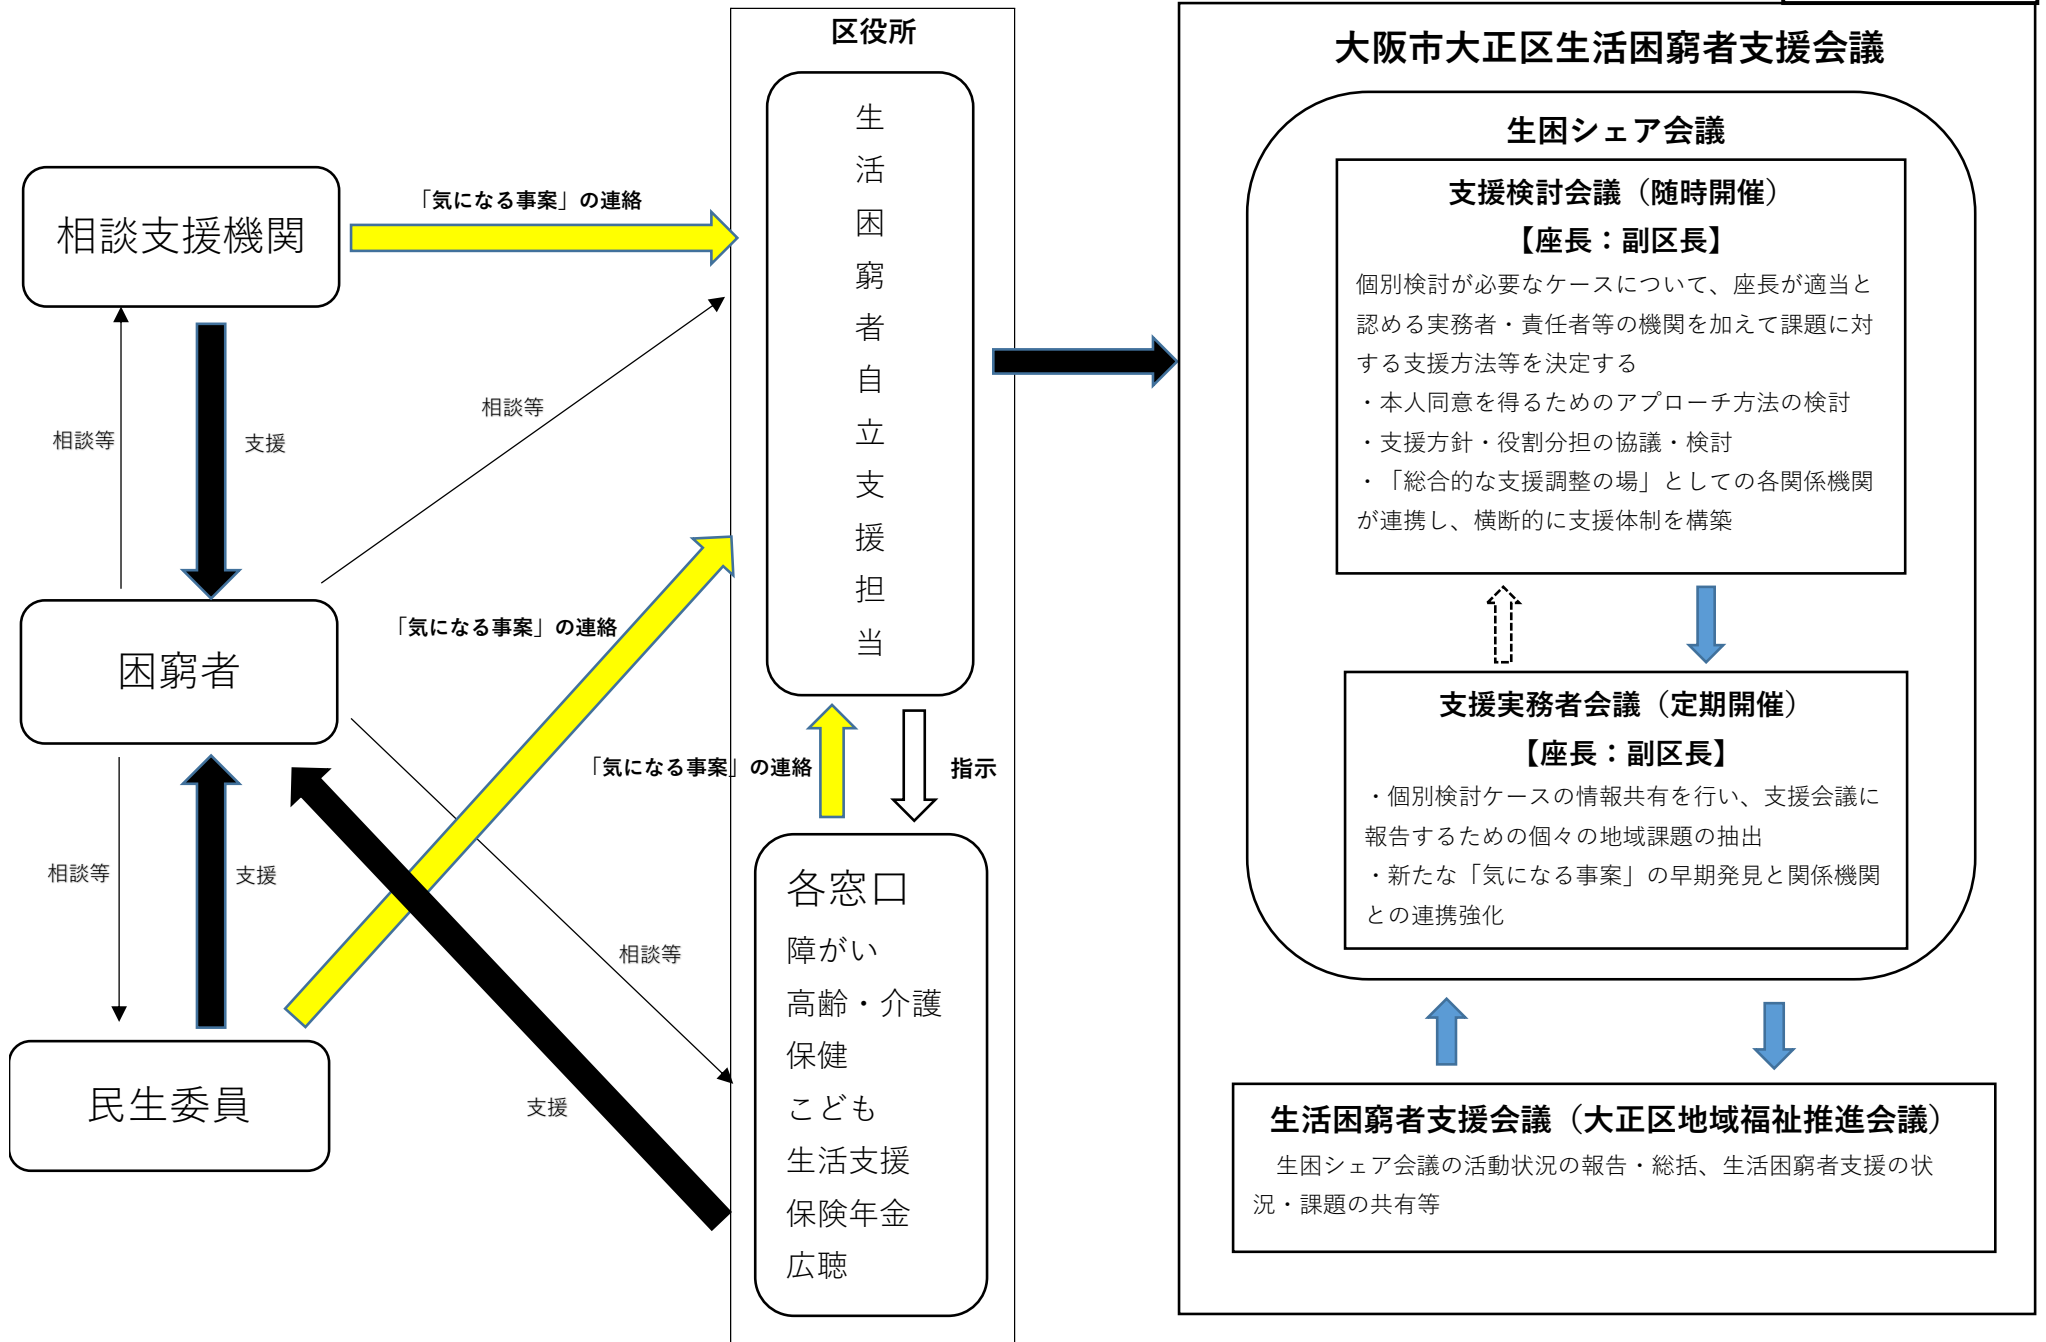 相談支援機関
困窮者
民生委員
「気になる事案」の連絡
相談等
支援
相談等
「気になる事案」の連絡
「気になる事案」の連絡
相談等
支援
相談等
支援
区役所
生活困窮者自立支援担当
指示
各窓口
障がい
高齢・介護
保健
こども
生活支援
保険年金
広聴
大阪市大正区生活困窮者支援会議
生困シェア会議
支援検討会議（随時開催）
【座長：副区長】
個別検討が必要なケースについて、座長が適当と
認める実務者・責任者等の機関を加えて課題に対
する支援方法等を決定する
・本人同意を得るためのアプローチ方法の検討
・支援方針・役割分担の協議・検討
・「総合的な支援調整の場」としての各関係機関
が連携し、横断的に支援体制を構築
支援実務者会議（定期開催）
【座長：副区長】
・個別検討ケースの情報共有を行い、支援会議に
報告するための個々の地域課題の抽出
・新たな「気になる事案」の早期発見と関係機関
との連携強化
生活困窮者支援会議（大正区地域福祉推進会議）
　生困シェア会議の活動状況の報告・総括、生活困窮者支援の状
況・課題の共有等